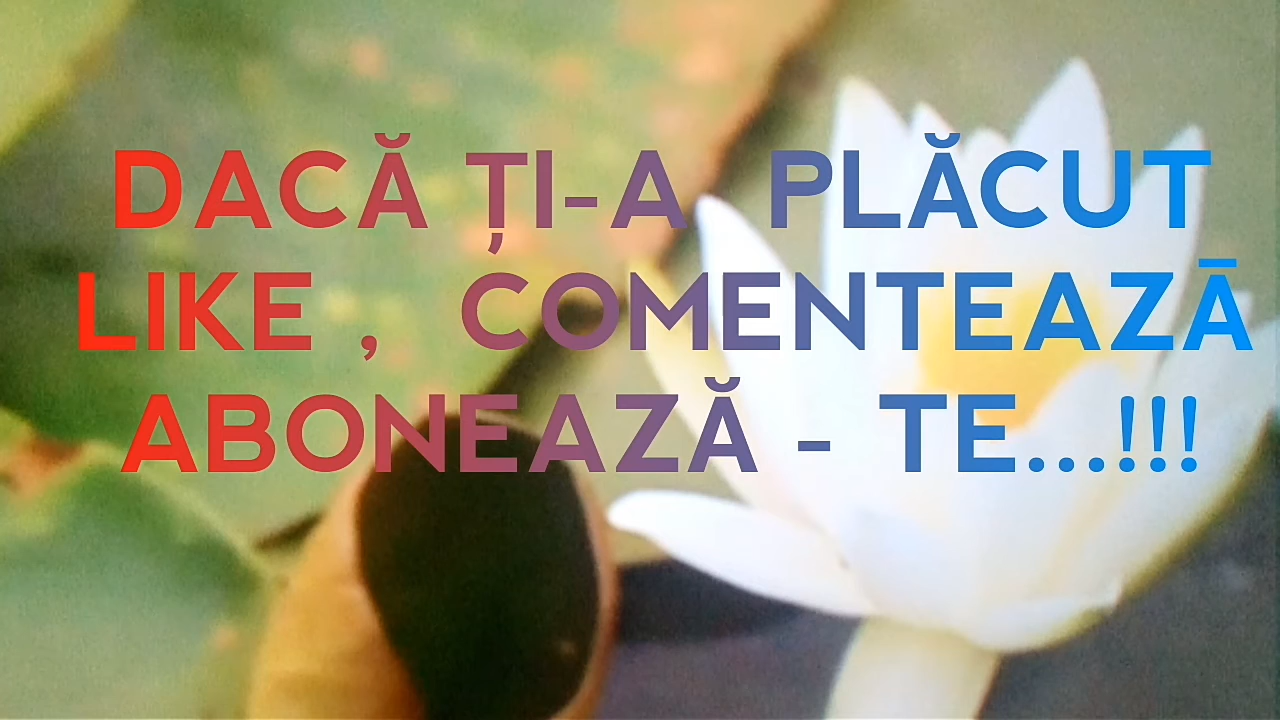 DACĂ ȚI-A PLĂCUT
LIKE , COMENTEAZĀ
ABONEAZĂ - TE...!!!